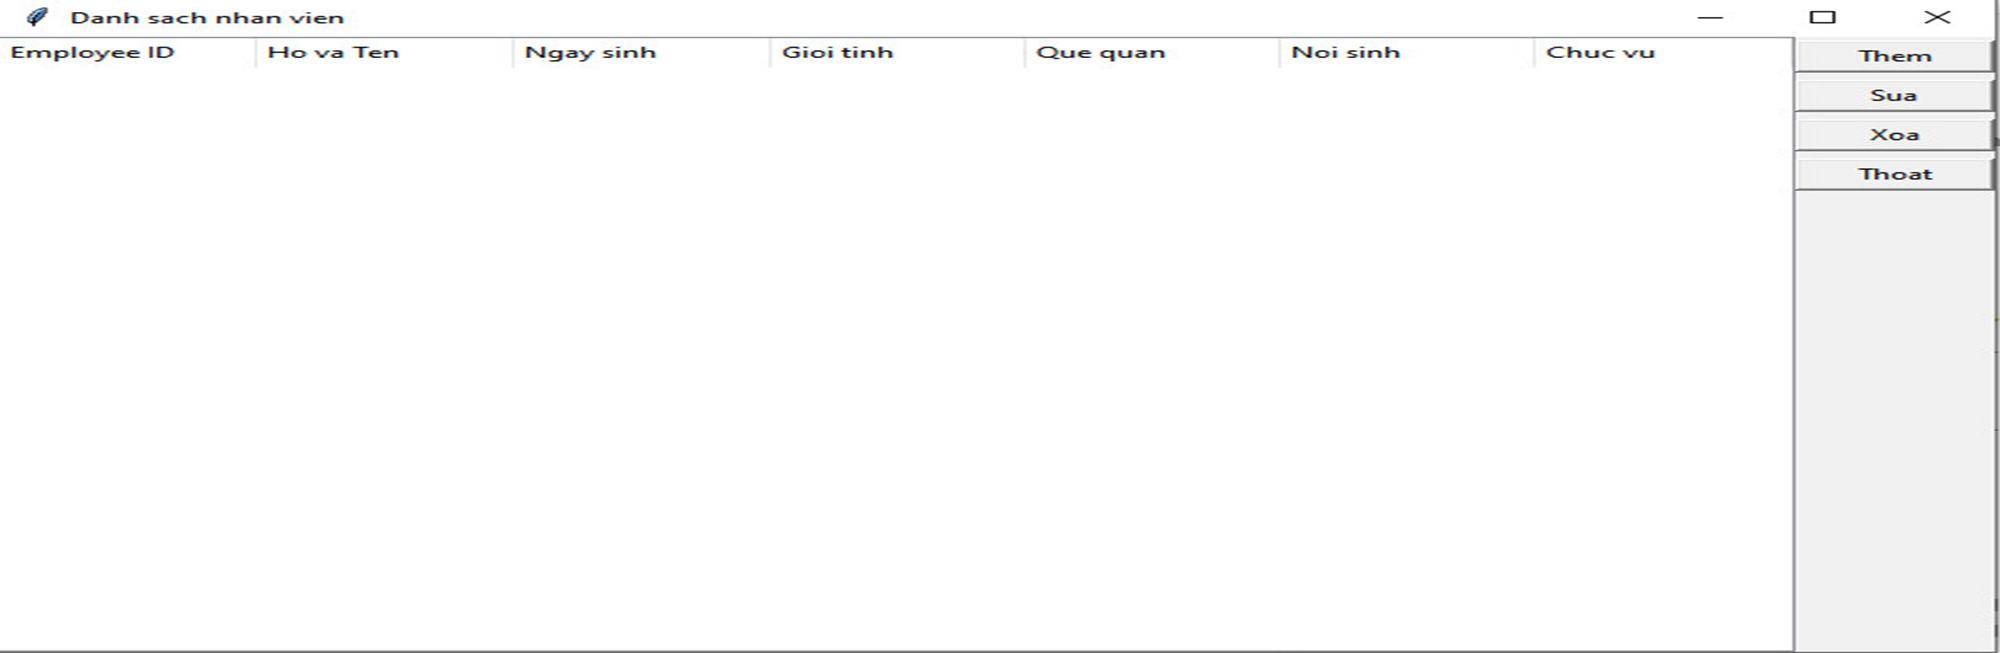 Danh sach nhan vien
Employee ID Ho va Ten Ngay sinh Gioi tinh Que quan Noi sinh Chuc vu
Them
Sua
Xoa
Thoat